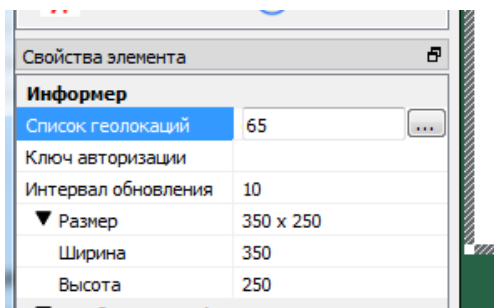 Свойства элемента
Информер
Список геолокаций 65 ...
Ключ авторизации
Интервал обновления 10
Размер 350 x 250
Ширина 350
Высота 250